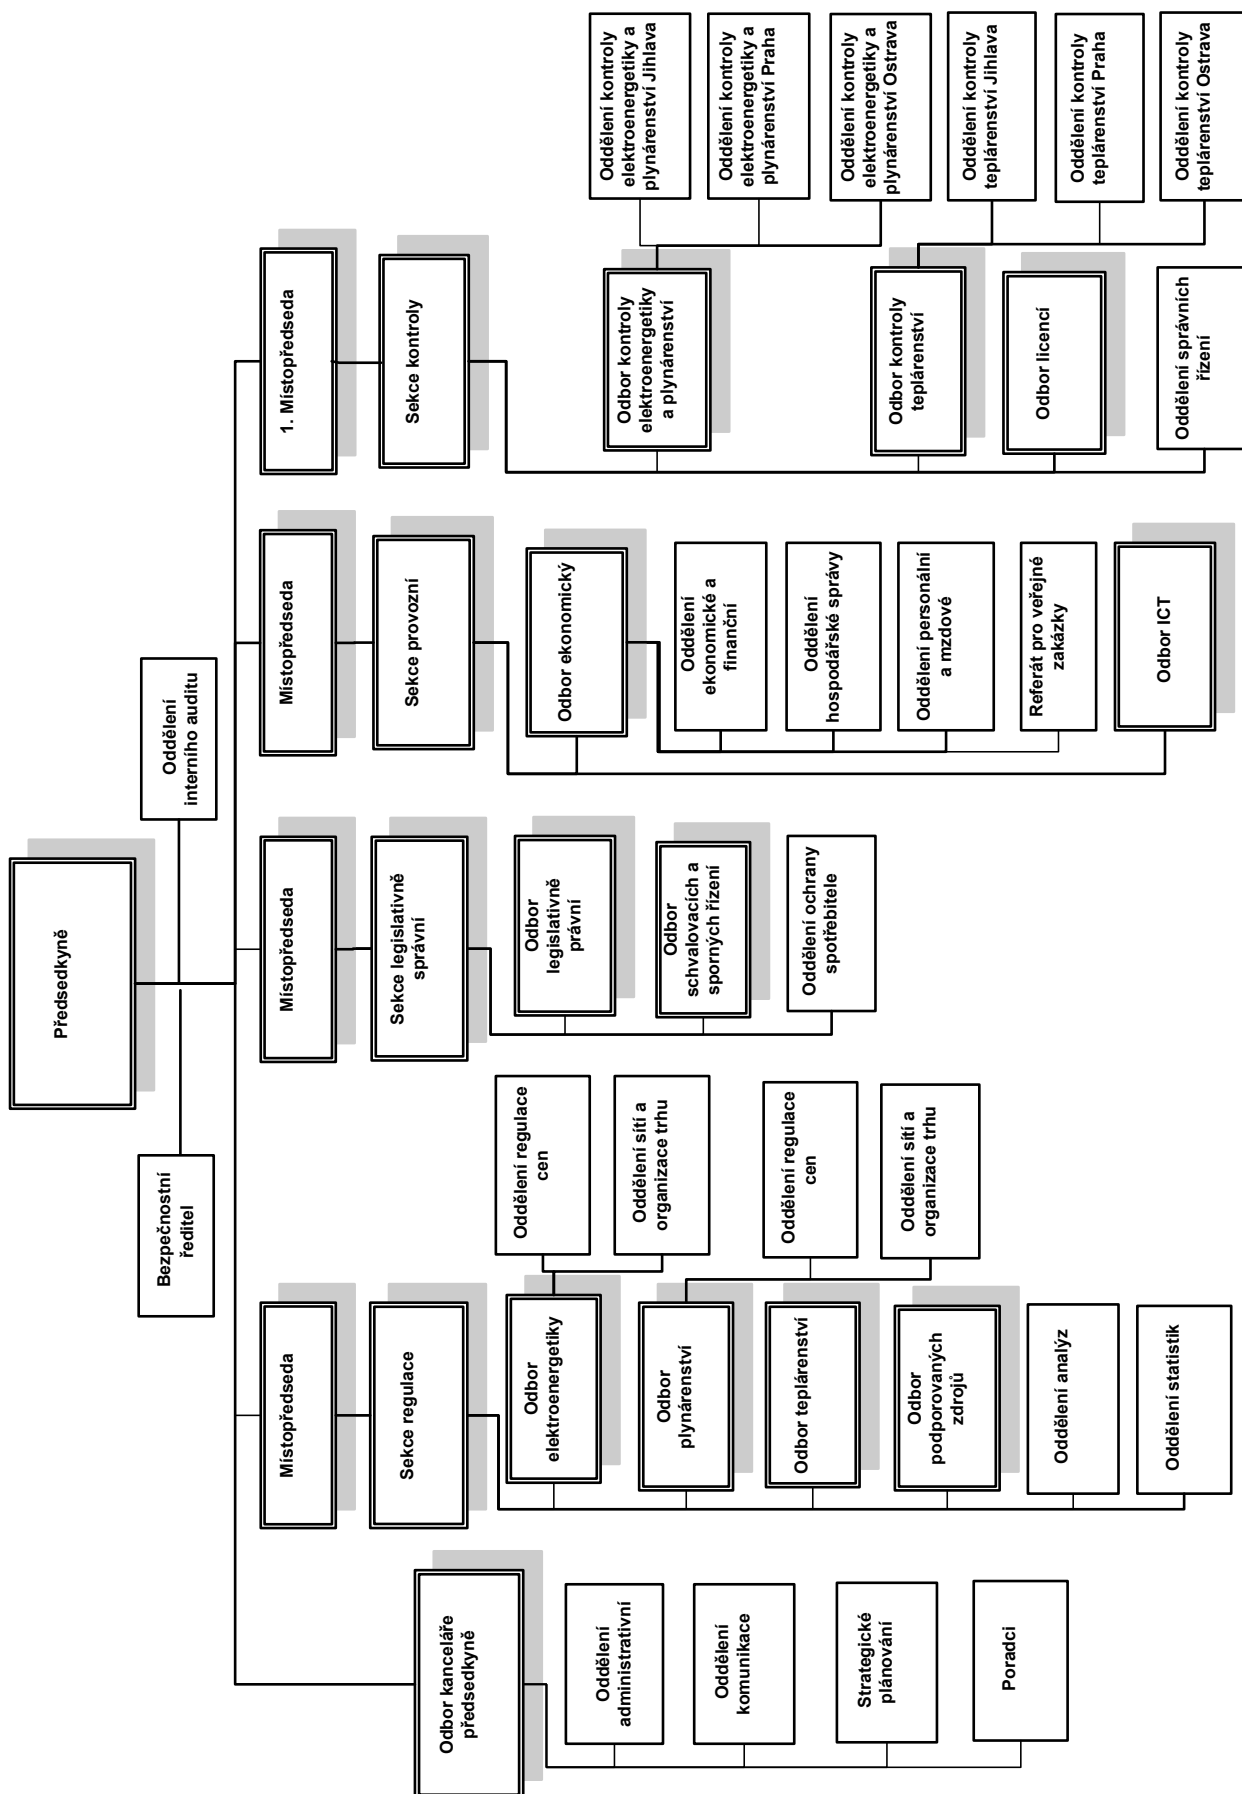 Předsedkyně
Bezpečnostní
ředitel
Oddělení
interního auditu
Odbor kanceláře
předsedkyně
Oddělení
administrativní
Oddělení
komunikace
Strategické
plánování
Poradci
Místopředseda
Sekce regulace
Odbor
elektroenergetiky
Oddělení regulace
cen
Oddělení sítí a
organizace trhu
Odbor
plynárenství
Oddělení regulace
cen
Oddělení sítí a
organizace trhu
Odbor teplárenství
Odbor
podporovaných
zdrojů
Oddělení analýz
Oddělení statistik
Místopředseda
Sekce legislativně
správní
Odbor
legislativně
právní
Odbor
schvalovacích a
sporných řízení
Oddělení ochrany
spotřebitele
Místopředseda
Sekce provozní
Odbor ekonomický
Oddělení
ekonomické a
finanční
Oddělení
hospodářské správy
Oddělení personální
a mzdové
Referát pro veřejné
zakázky
Odbor ICT
1. Místopředseda
Sekce kontroly
Odbor kontroly
elektroenergetiky
a plynárenství
Oddělení kontroly
elektroenergetiky a
plynárenství Jihlava
Oddělení kontroly
elektroenergetiky a
plynárenství Praha
Oddělení kontroly
elektroenergetiky a
plynárenství Ostrava
Odbor kontroly
teplárenství
Oddělení kontroly
teplárenství Jihlava
Oddělení kontroly
teplárenství Praha
Oddělení kontroly
teplárenství Ostrava
Odbor licencí
Oddělení správních
řízení